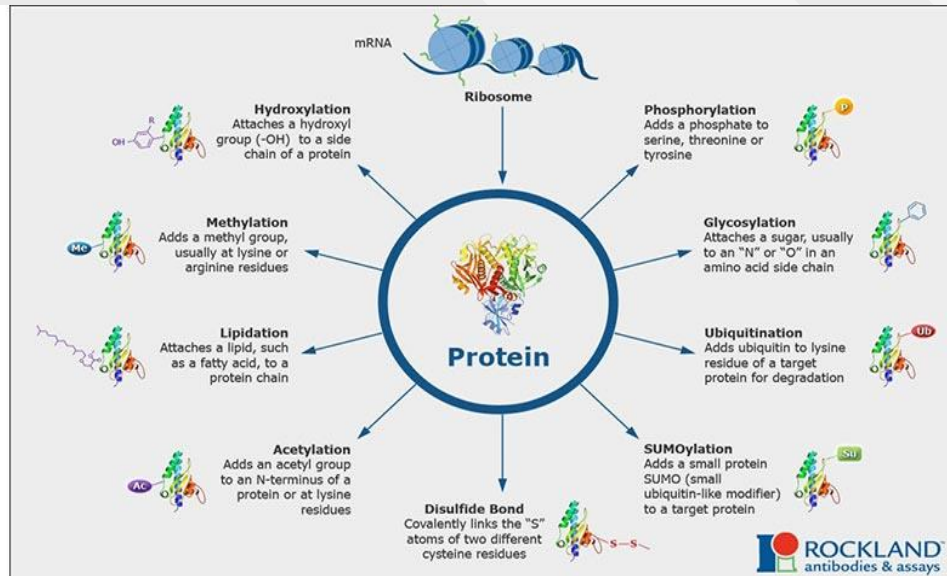 mRNA
Ribosome
Hydroxylation
Attaches a hydroxyl
group (-OH) to a side
chain of a protein
R
OH
Phosphorylation
Adds a phosphate to
serine, threonine or
tyrosine
P
Methylation
Adds a methyl group,
usually at lysine or
arginine residues
Me
Glycosylation
Attaches a sugar, usually
to an “N” or “O” in an
amino acid side chain
Protein
Lipidation
Attaches a lipid, such
as a fatty acid, to a
protein chain
Ubiquitination
Adds ubiquitin to lysine
residue of a target
protein for degradation
Ub
Acetylation
Adds an acetyl group
to an N-terminus of a
protein or at lysine
residues
Ac
SUMOylation
Adds a small protein
SUMO (small
ubiquitin-like modifier)
to a target protein
Su
Disulfide Bond
Covalently links the “S”
atoms of two different
cysteine residues
S—S
ROCKLAND™
antibodies & assays